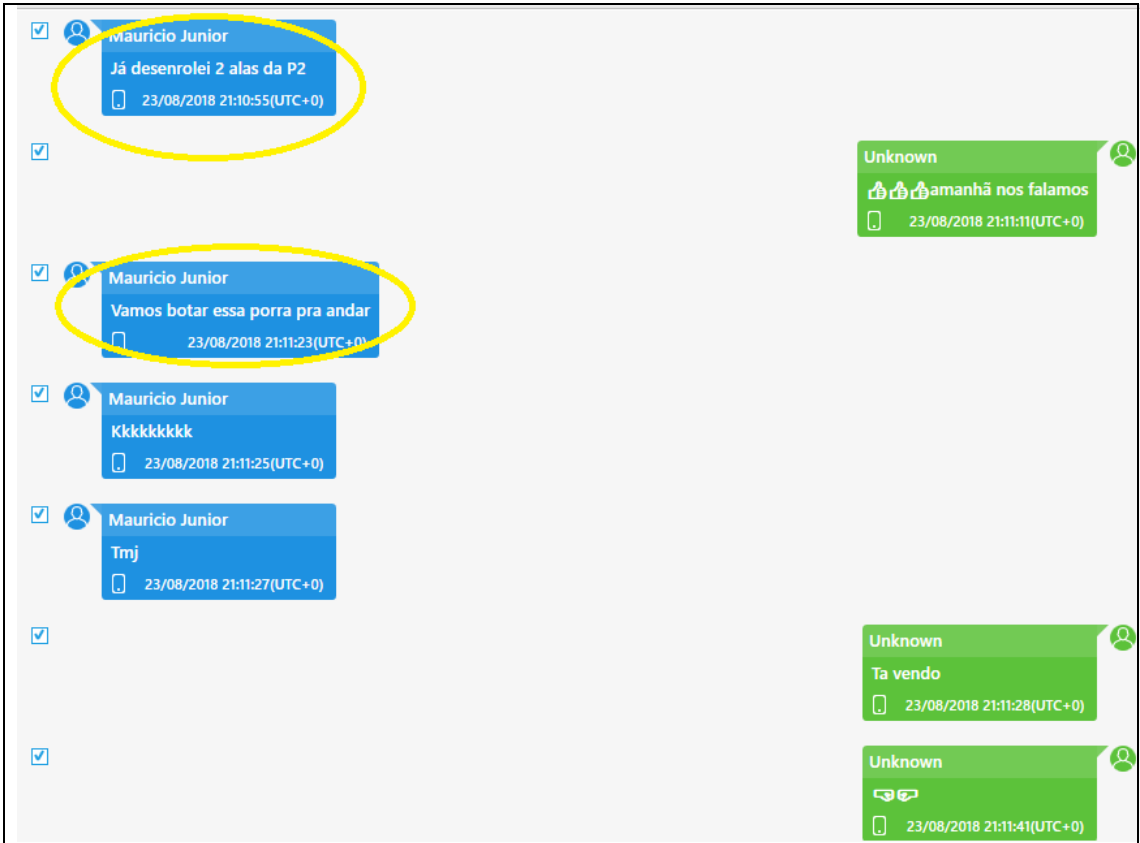 Mauricio Junior
Já desenrolei 2 alas da P2
23/08/2018 21:10:55(UTC+0)
Unknown
👍👍👍amanhã nos falamos
23/08/2018 21:11:11(UTC+0)
Mauricio Junior
Vamos botar essa porra pra andar
23/08/2018 21:11:23(UTC+0)
Mauricio Junior
Kkkkkkkkk
23/08/2018 21:11:25(UTC+0)
Mauricio Junior
Tmj
23/08/2018 21:11:27(UTC+0)
Unknown
Ta vendo
23/08/2018 21:11:28(UTC+0)
Unknown
🤜🤛
23/08/2018 21:11:41(UTC+0)